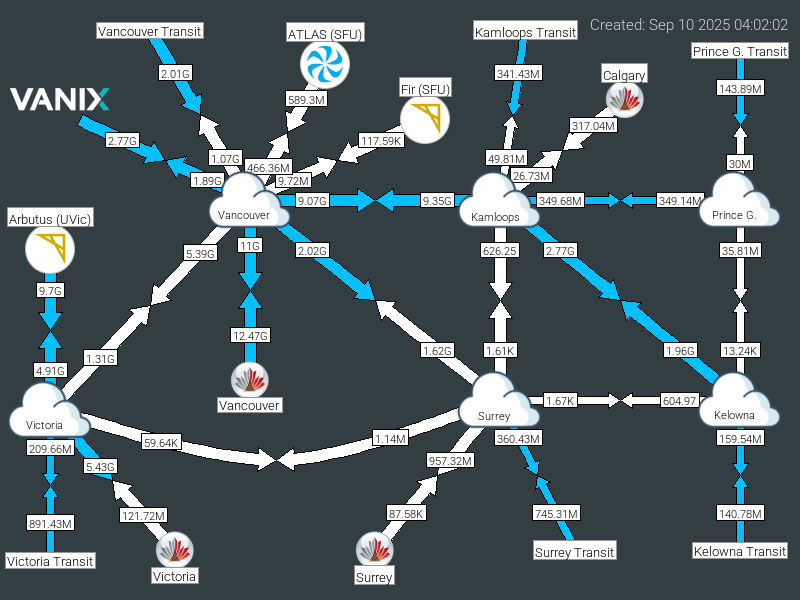 Created: Sep 10 2025 04:02:02
Vancouver Transit
ATLAS (SFU)
Kamloops Transit
Prince G. Transit
2.01G
341.43M
Calgary
143.89M
VANIX
589.3M
Fir (SFU)
317.04M
2.77G
117.59K
1.07G
466.36M
49.81M
30M
1.89G
9.72M
26.73M
9.07G
9.35G
349.68M
349.14M
Arbutus (UVic)
Vancouver
Kamloops
Prince G.
5.39G
11G
2.02G
626.25
2.77G
35.81M
9.7G
12.47G
1.31G
1.62G
1.61K
1.96G
13.24K
4.91G
Vancouver
1.67K
604.97
Victoria
Surrey
Kelowna
59.64K
1.14M
360.43M
159.54M
209.66M
5.43G
957.32M
891.43M
121.72M
87.58K
745.31M
140.78M
Victoria Transit
Victoria
Surrey
Surrey Transit
Kelowna Transit